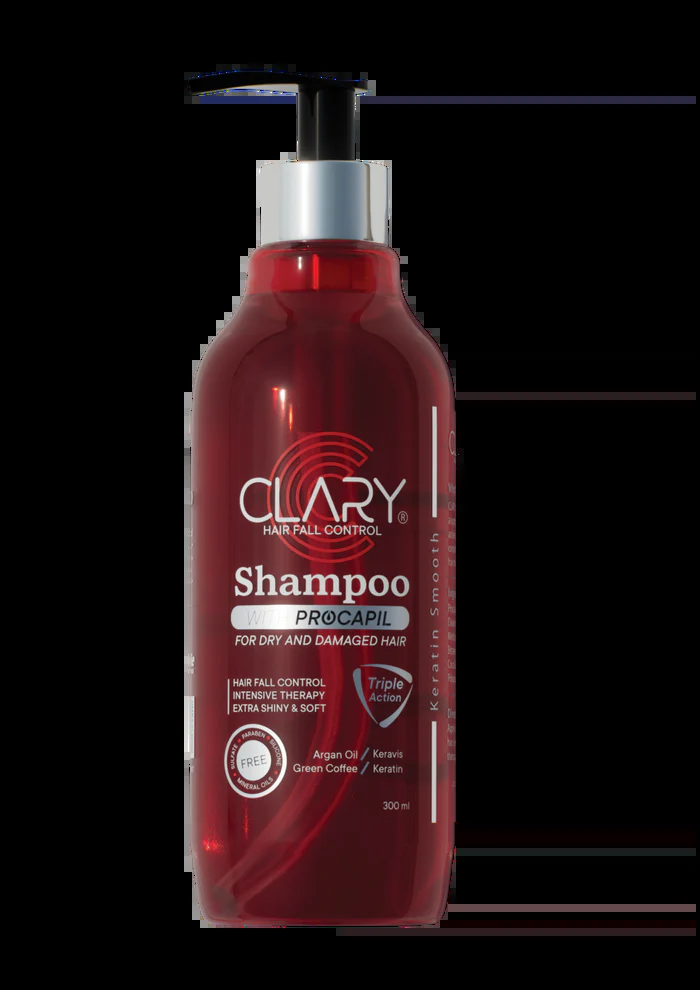 CLARY®
HAIR FALL CONTROL
Shampoo
WITH PROCAPIL
FOR DRY AND DAMAGED HAIR
HAIR FALL CONTROL
INTENSIVE THERAPY
EXTRA SHINY & SOFT
Triple
Action
SULFATE • PARABEN • SILICONE • MINERAL OILS
FREE
Argan Oil / Keravis
Green Coffee / Keratin
300 ml
Keratin Smooth